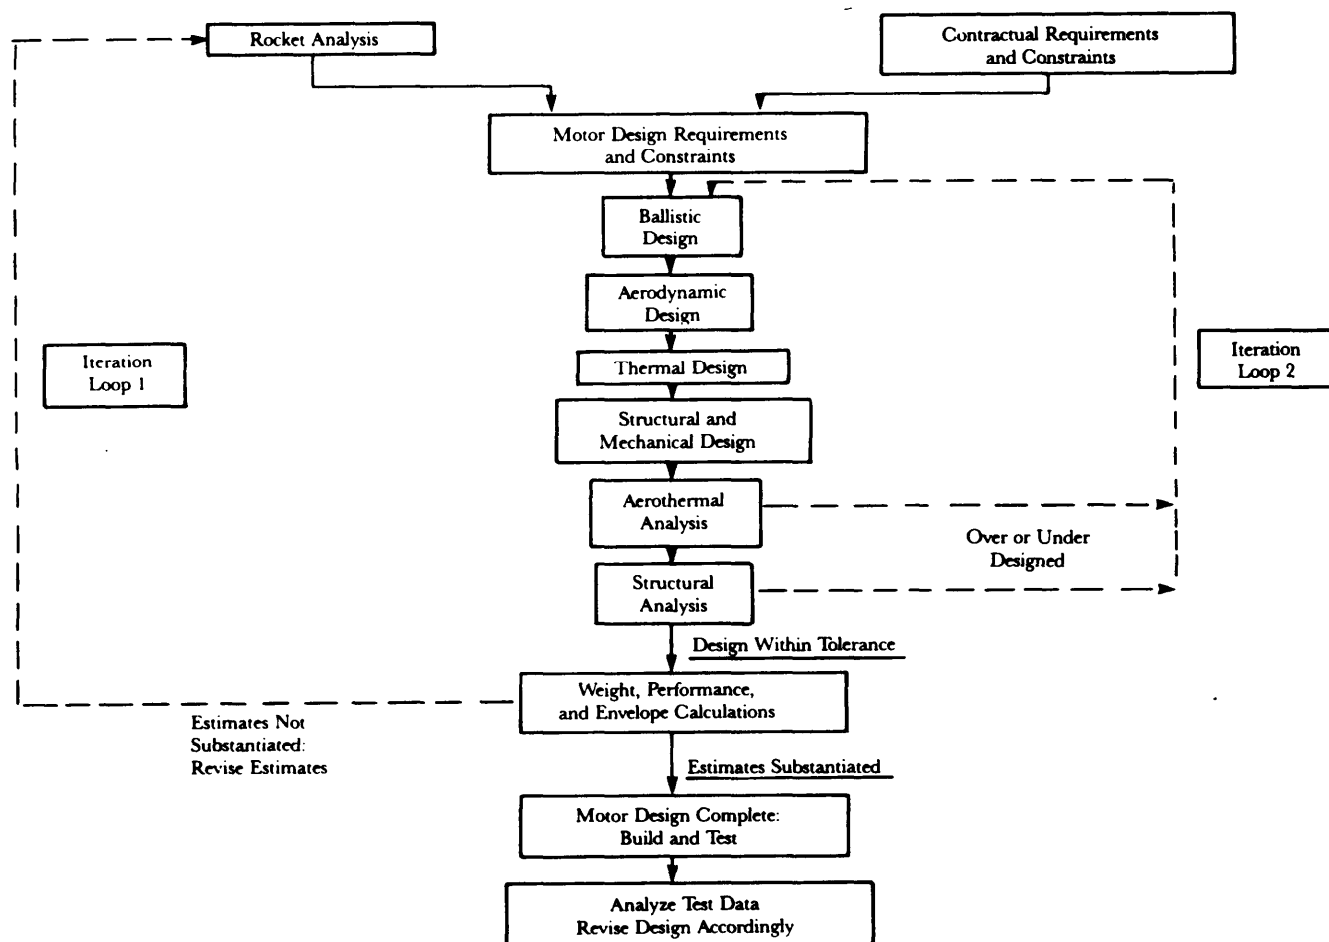 Rocket Analysis
Contractual Requirements
and Constraints
Motor Design Requirements
and Constraints
Ballistic
Design
Aerodynamic
Design
Iteration
Loop 1
Thermal Design
Iteration
Loop 2
Structural and
Mechanical Design
Aerothermal
Analysis
Over or Under
Designed
Structural
Analysis
Design Within Tolerance
Weight, Performance,
and Envelope Calculations
Estimates Not
Substantiated:
Revise Estimates
Estimates Substantiated
Motor Design Complete:
Build and Test
Analyze Test Data
Revise Design Accordingly